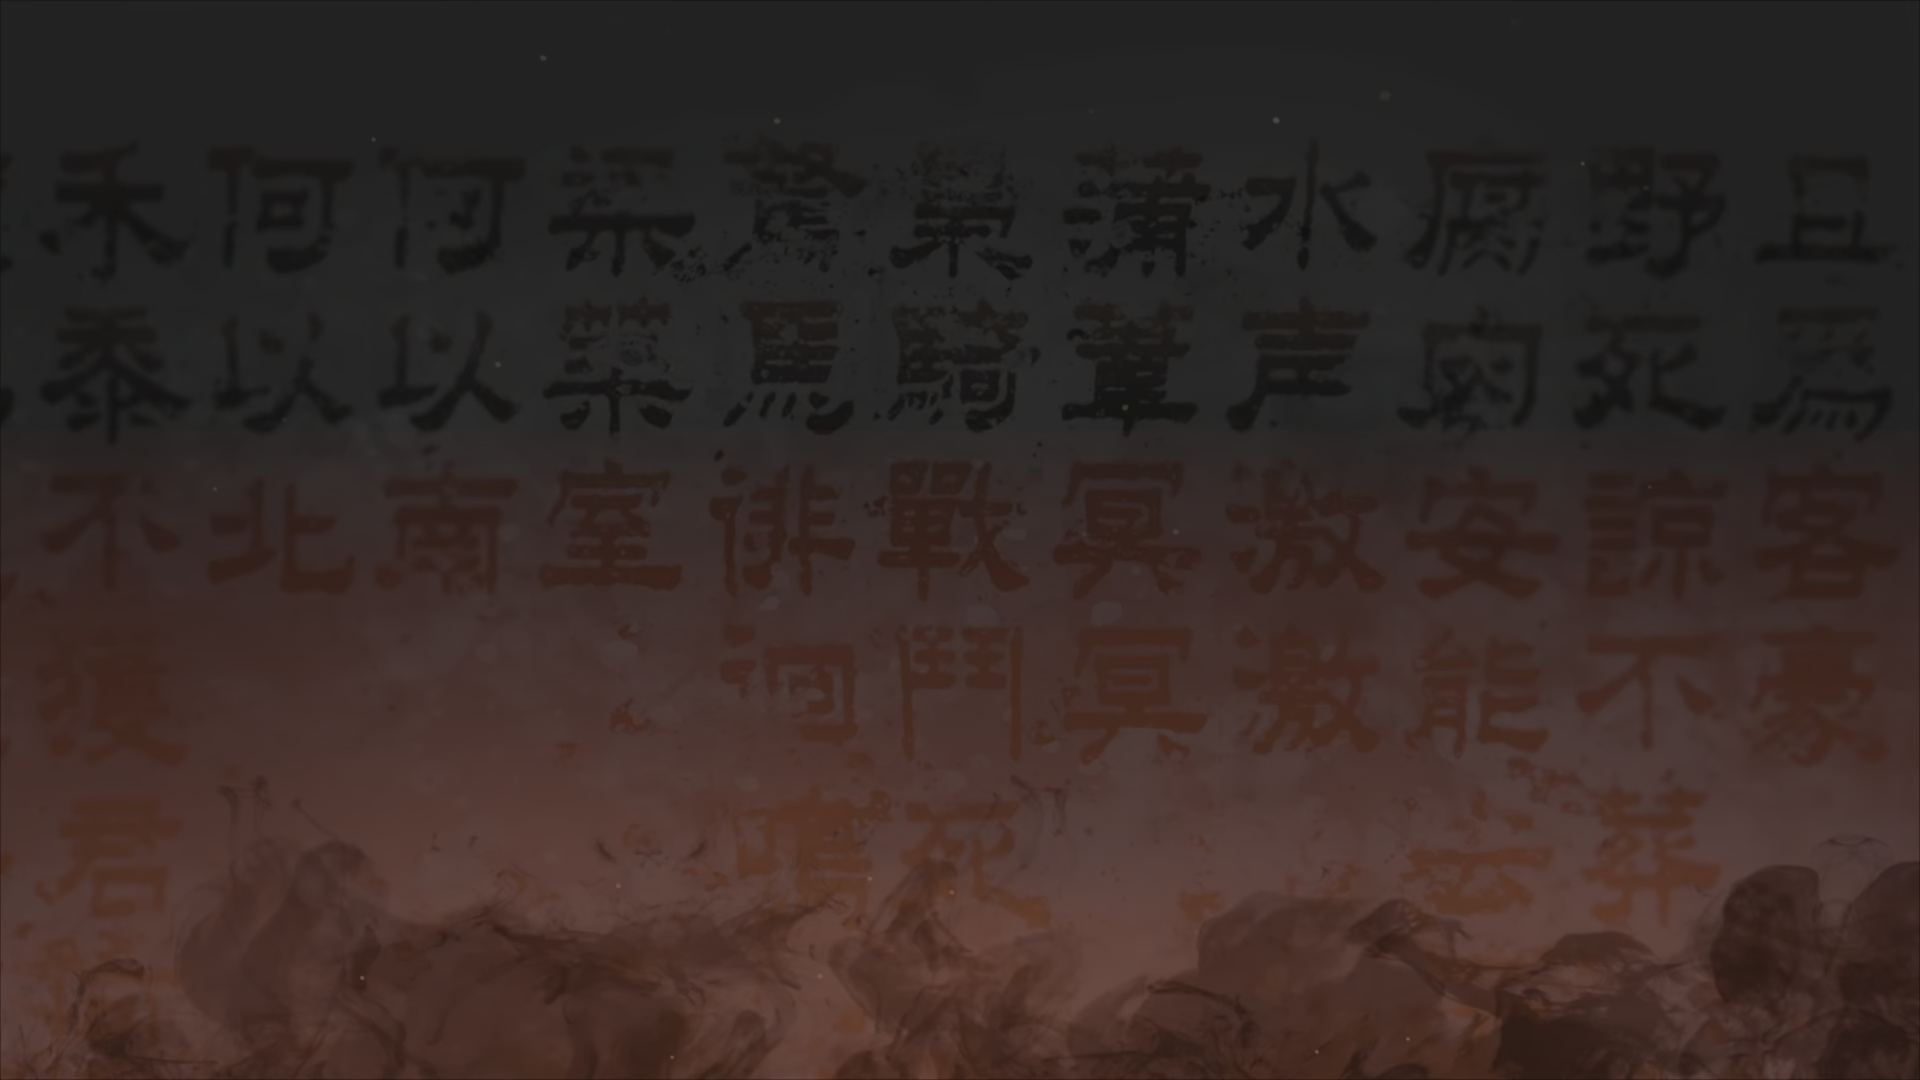 且爲客豪
野死諒不葬
腐肉安能去
水声激激
蒲葦冥冥
梟騎戰鬥死
駑馬徘徊鳴
梁築室
何以南
何以北
禾黍不獲君